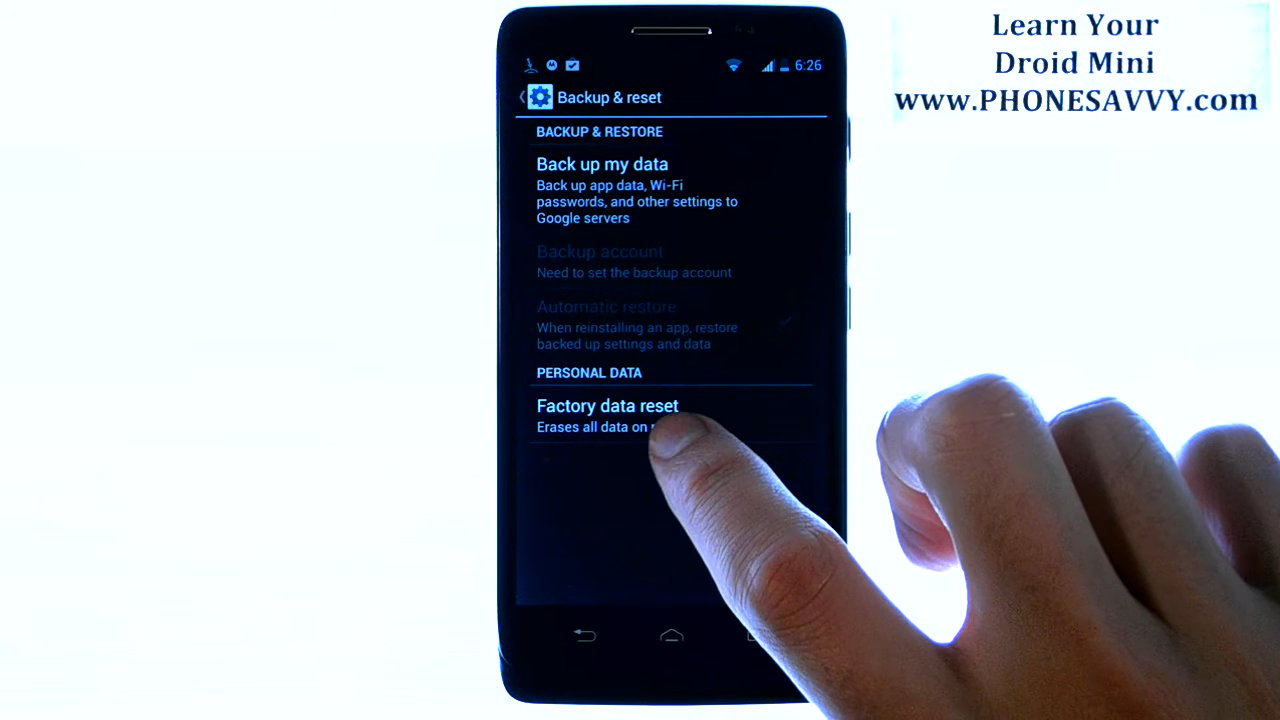 Learn Your
Droid Mini
www.PHONESAVVY.com
6:26
Backup & reset
BACKUP & RESTORE
Back up my data
Back up app data, Wi-Fi
passwords, and other settings to
Google servers
Backup account
Need to set the backup account
Automatic restore
When reinstalling an app, restore
backed up settings and data
PERSONAL DATA
Factory data reset
Erases all data on